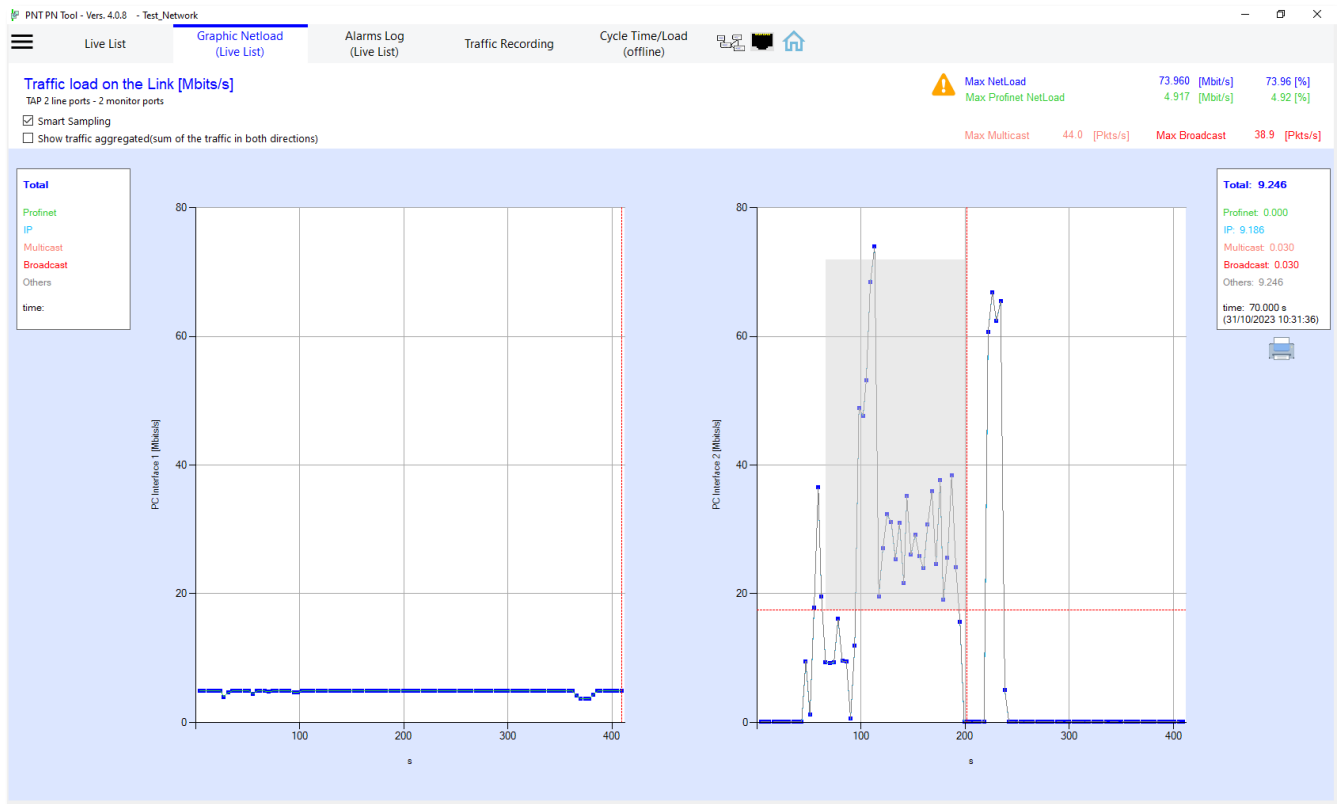 PNT PN Tool - Vers. 4.0.8 - Test_Network
Live List
Graphic Netload
(Live List)
Alarms Log
(Live List)
Traffic Recording
Cycle Time/Load
(offline)
Traffic load on the Link [Mbits/s]
TAP 2 line ports - 2 monitor ports
Smart Sampling
Show traffic aggregated(sum of the traffic in both directions)
Max NetLoad 73.960 [Mbit/s] 73.96 [%]
Max Profinet NetLoad 4.917 [Mbit/s] 4.92 [%]
Max Multicast 44.0 [Pkts/s] Max Broadcast 38.9 [Pkts/s]
Total
Profinet
IP
Multicast
Broadcast
Others
time:
PC Interface 1 [Mbits/s]
80
60
40
20
0
100 200 300 400
s
PC Interface 2 [Mbits/s]
80
60
40
20
0
100 200 300 400
s
Total: 9.246
Profinet: 0.000
IP: 9.186
Multicast: 0.030
Broadcast: 0.030
Others: 9.246
time: 70.000 s
(31/10/2023 10:31:36)